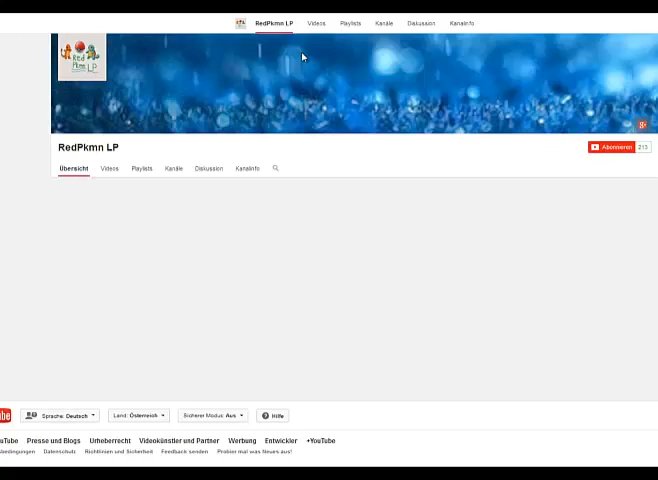 RedPkmn LP Videos Playlists Kanäle Diskussion Kanalinfo
Red
Pkmn LP
RedPkmn LP
Abonnieren 213
Übersicht Videos Playlists Kanäle Diskussion Kanalinfo
Sprache: Deutsch Land: Österreich Sicherer Modus: Aus Hilfe
uTube Presse und Blogs Urheberrecht Videokünstler und Partner Werbung Entwickler +YouTube
sbedingungen Datenschutz Richtlinien und Sicherheit Feedback senden Probier mal was Neues aus!